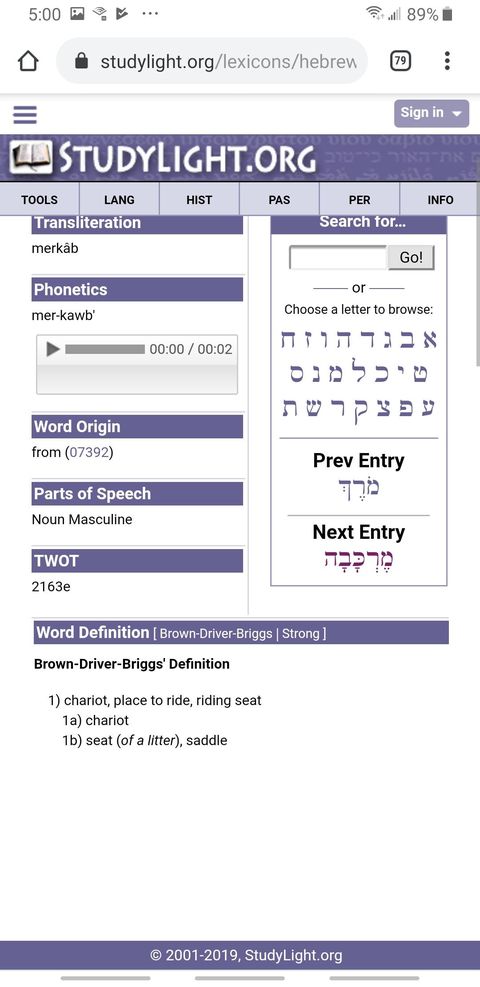 5:00 ... 89%
studylight.org/lexicons/hebrew
79
Sign in
STUDYLIGHT.ORG
TOOLS LANG HIST PAS PER INFO
Transliteration
merkâb
Phonetics
mer-kawb'
00:00 / 00:02
Word Origin
from (07392)
Parts of Speech
Noun Masculine
TWOT
2163e
Search for...
Go!
or
Choose a letter to browse:
א ב ג ד ה ו ז ח
ט י כ ל מ נ ס
ע פ צ ק ר ש ת
Prev Entry
מֹרֶךְ
Next Entry
מֶרְכָּבָה
Word Definition [ Brown-Driver-Briggs | Strong ]
Brown-Driver-Briggs' Definition
1) chariot, place to ride, riding seat
1a) chariot
1b) seat (of a litter), saddle
© 2001-2019, StudyLight.org